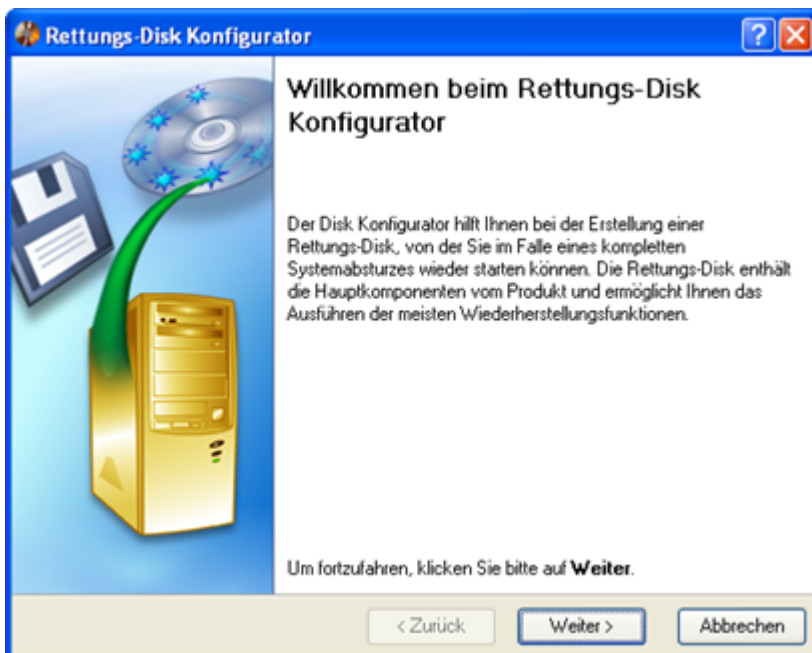 Rettungs-Disk Konfigurator
Willkommen beim Rettungs-Disk
Konfigurator
Der Disk Konfigurator hilft Ihnen bei der Erstellung einer
Rettungs-Disk, von der Sie im Falle eines kompletten
Systemabsturzes wieder starten können. Die Rettungs-Disk enthält
die Hauptkomponenten vom Produkt und ermöglicht Ihnen das
Ausführen der meisten Wiederherstellungsfunktionen.
Um fortzufahren, klicken Sie bitte auf Weiter.
< Zurück Weiter > Abbrechen